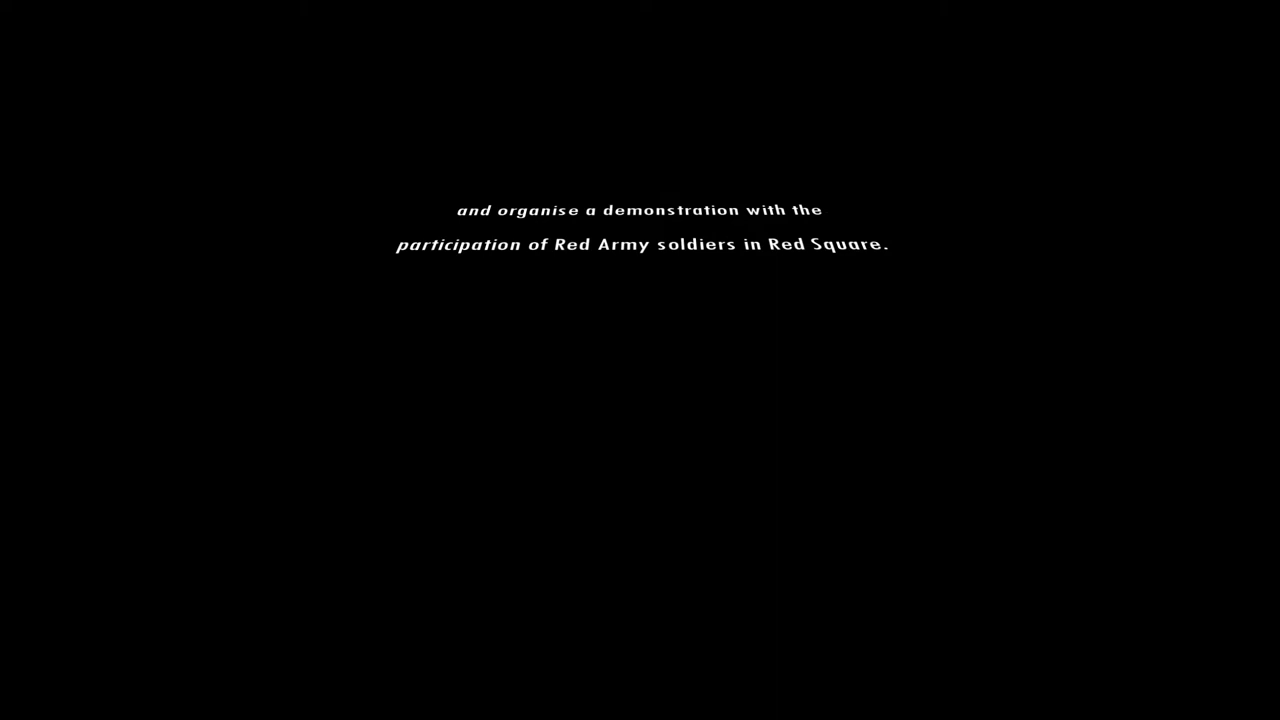 and organise a demonstration with the
participation of Red Army soldiers in Red Square.